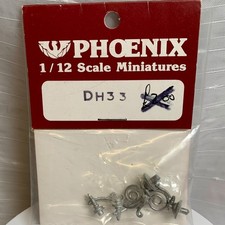 PHOENIX
1/12 Scale Miniatures
DH33